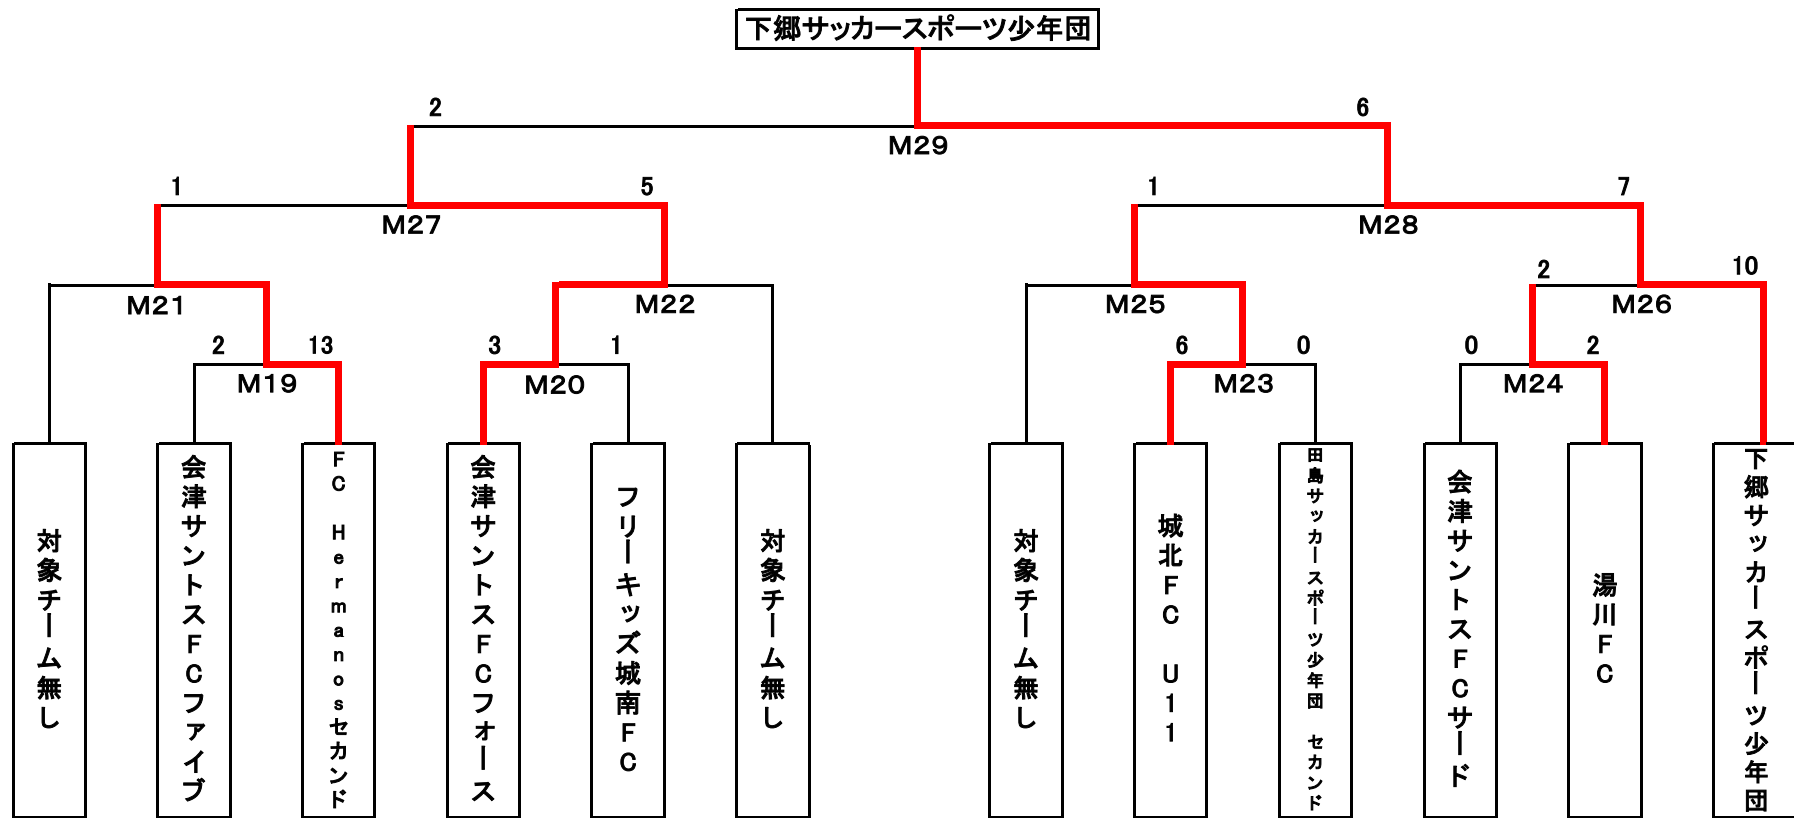 下郷サッカースポーツ少年団
2 6
M29
1 5 1 7
M27 M28
2 10
M21 M22 M25 M26
2 13 3 1 6 0 0 2
M19 M20 M23 M24
対象チーム無し
会津サントスFCファイブ
FC Hermanosセカンド
会津サントスFCフォース
フリーキッズ城南FC
対象チーム無し
対象チーム無し
城北FC U11
田島サッカースポーツ少年団 セカンド
会津サントスFCサード
湯川FC
下郷サッカースポーツ少年団